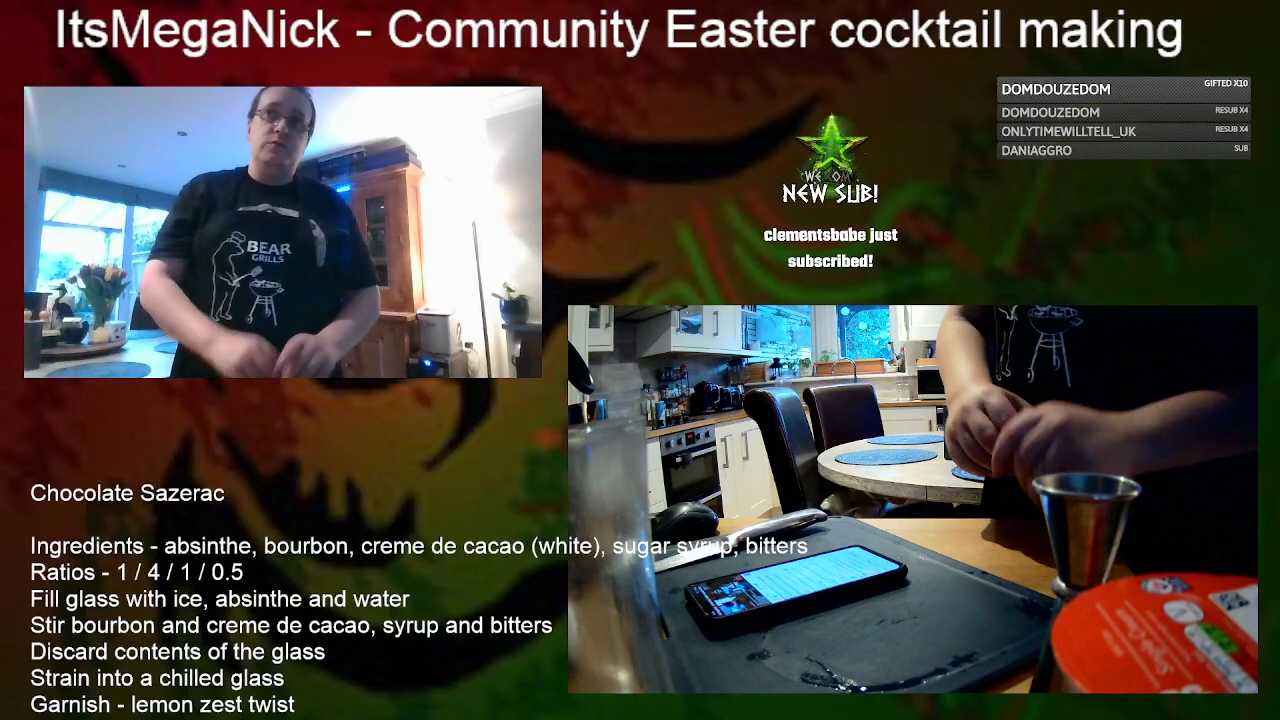 ItsMegaNick - Community Easter cocktail making
DOMDOUZEDOM GIFTED X10
DOMDOUZEDOM RESUB X4
ONLYTIMEWILLTELL_UK RESUB X4
DANIAGGRO SUB
NEW SUB!
clementsbabe just
subscribed!
BEAR
GRILLS
Chocolate Sazerac
Ingredients - absinthe, bourbon, creme de cacao (white), sugar syrup, bitters
Ratios - 1 / 4 / 1 / 0.5
Fill glass with ice, absinthe and water
Stir bourbon and creme de cacao, syrup and bitters
Discard contents of the glass
Strain into a chilled glass
Garnish - lemon zest twist